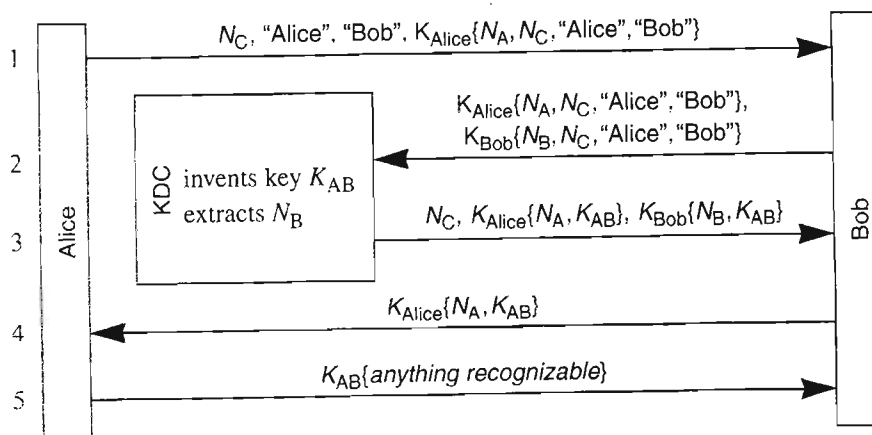 N_C, “Alice”, “Bob”, K_Alice{N_A, N_C, “Alice”,“Bob”}
1
K_Alice{N_A, N_C, “Alice”,“Bob”},
K_Bob{N_B, N_C, “Alice”,“Bob”}
2
KDC
invents key K_AB
extracts N_B
Alice
Bob
N_C, K_Alice{N_A, K_AB}, K_Bob{N_B, K_AB}
3
K_Alice{N_A, K_AB}
4
K_AB{anything recognizable}
5